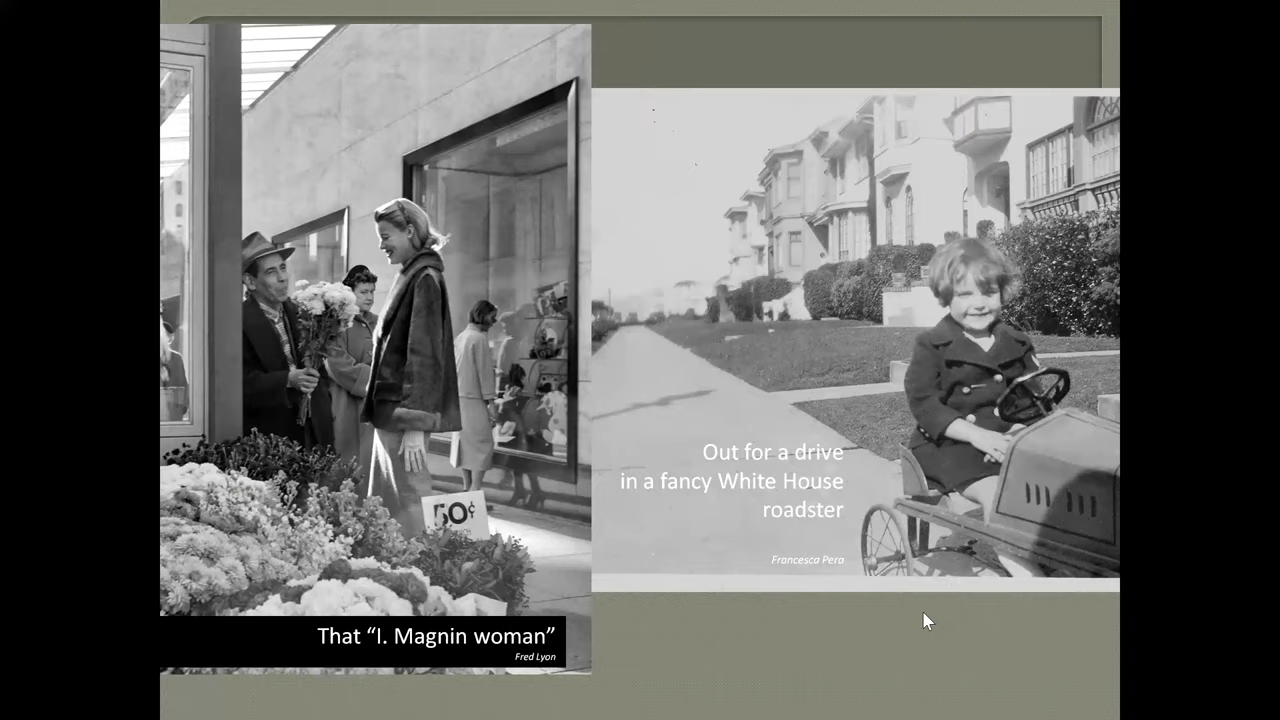 50¢
That “I. Magnin woman”
Fred Lyon
Out for a drive
in a fancy White House
roadster
Francesca Pera